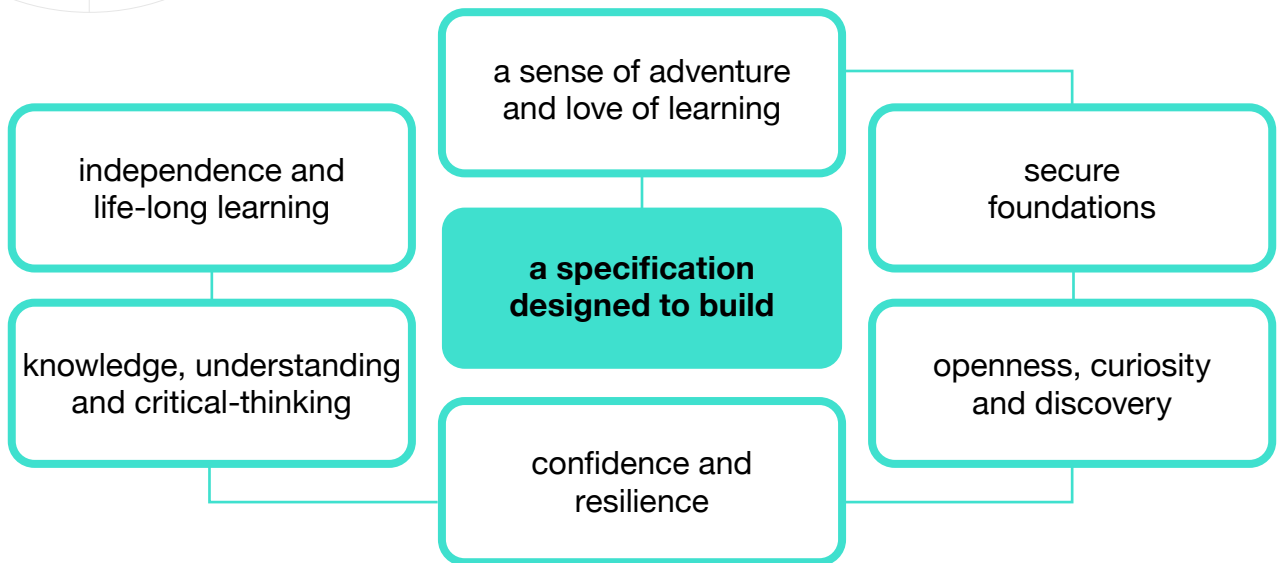 a sense of adventure
and love of learning
independence and
life-long learning
secure
foundations
a specification
designed to build
knowledge, understanding
and critical-thinking
openness, curiosity
and discovery
confidence and
resilience